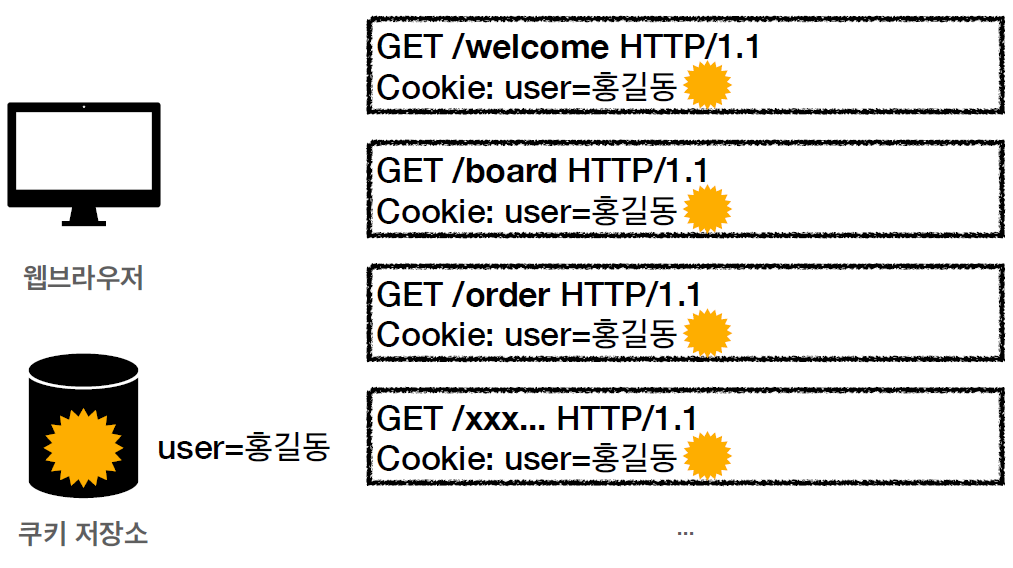 GET /welcome HTTP/1.1
Cookie: user=홍길동
GET /board HTTP/1.1
Cookie: user=홍길동
웹브라우저
GET /order HTTP/1.1
Cookie: user=홍길동
GET /xxx... HTTP/1.1
Cookie: user=홍길동
user=홍길동
쿠키 저장소
...